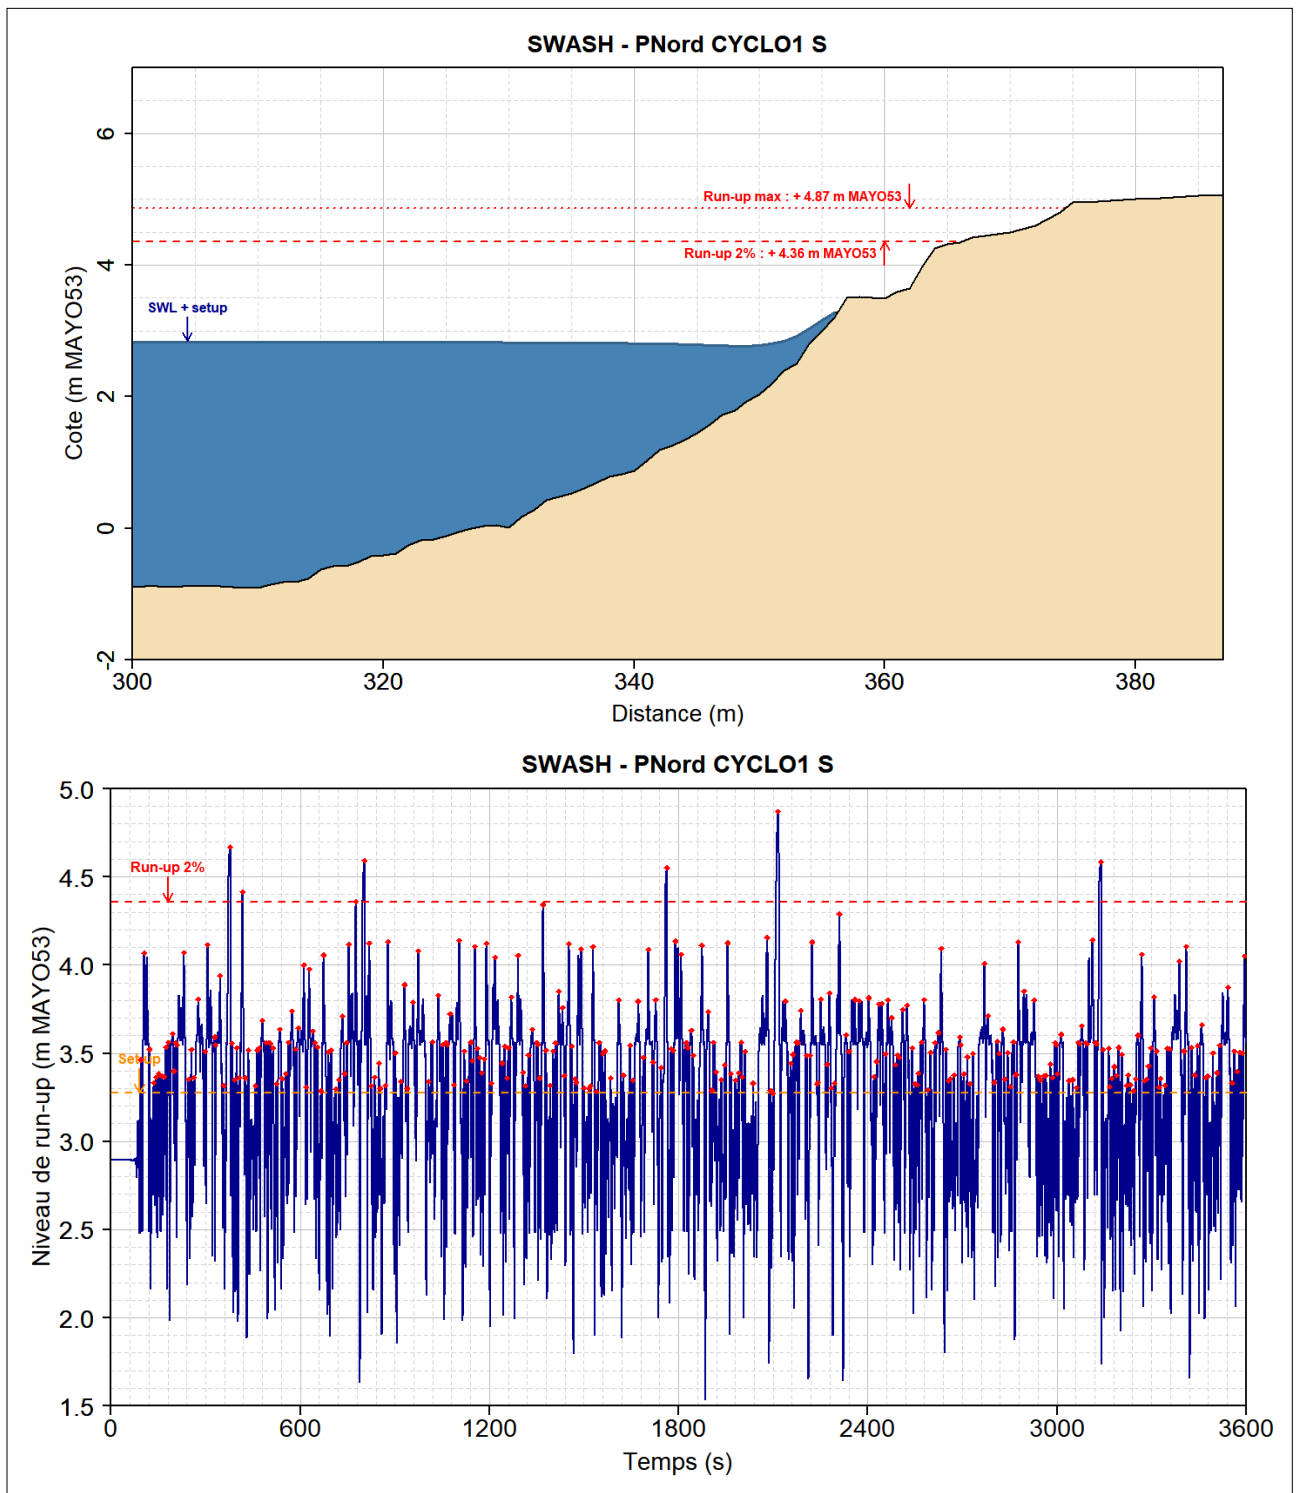 SWASH - PNord CYCLO1 S
6
4
2
0
-2
Cote (m MAYO53)
Run-up max : + 4.87 m MAYO53
Run-up 2% : + 4.36 m MAYO53
SWL + setup
300 320 340 360 380
Distance (m)
SWASH - PNord CYCLO1 S
5.0
4.5
4.0
3.5
3.0
2.5
2.0
1.5
Niveau de run-up (m MAYO53)
Run-up 2%
Set-up
0 600 1200 1800 2400 3000 3600
Temps (s)